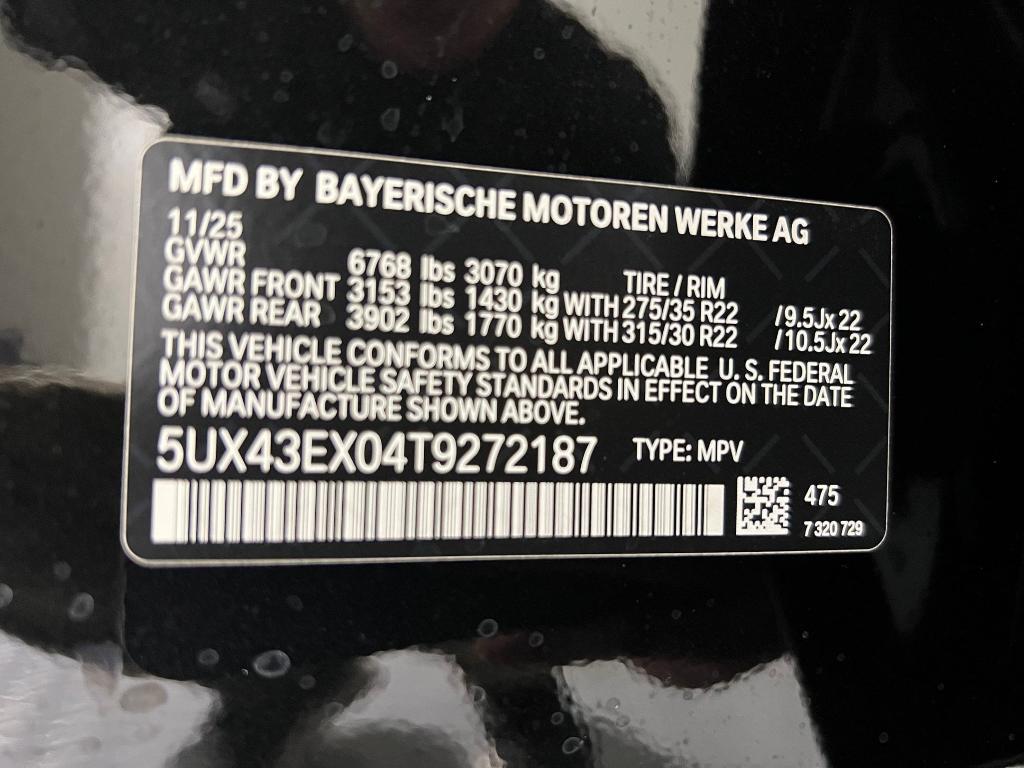 MFD BY BAYERISCHE MOTOREN WERKE AG
11/25
GVWR 6768 lbs 3070 kg TIRE / RIM
GAWR FRONT 3153 lbs 1430 kg WITH 275/35 R22 /9.5Jx22
GAWR REAR 3902 lbs 1770 kg WITH 315/30 R22 /10.5Jx22
THIS VEHICLE CONFORMS TO ALL APPLICABLE U. S. FEDERAL
MOTOR VEHICLE SAFETY STANDARDS IN EFFECT ON THE DATE
OF MANUFACTURE SHOWN ABOVE.
5UX43EX04T9272187 TYPE: MPV
475
7 320 729